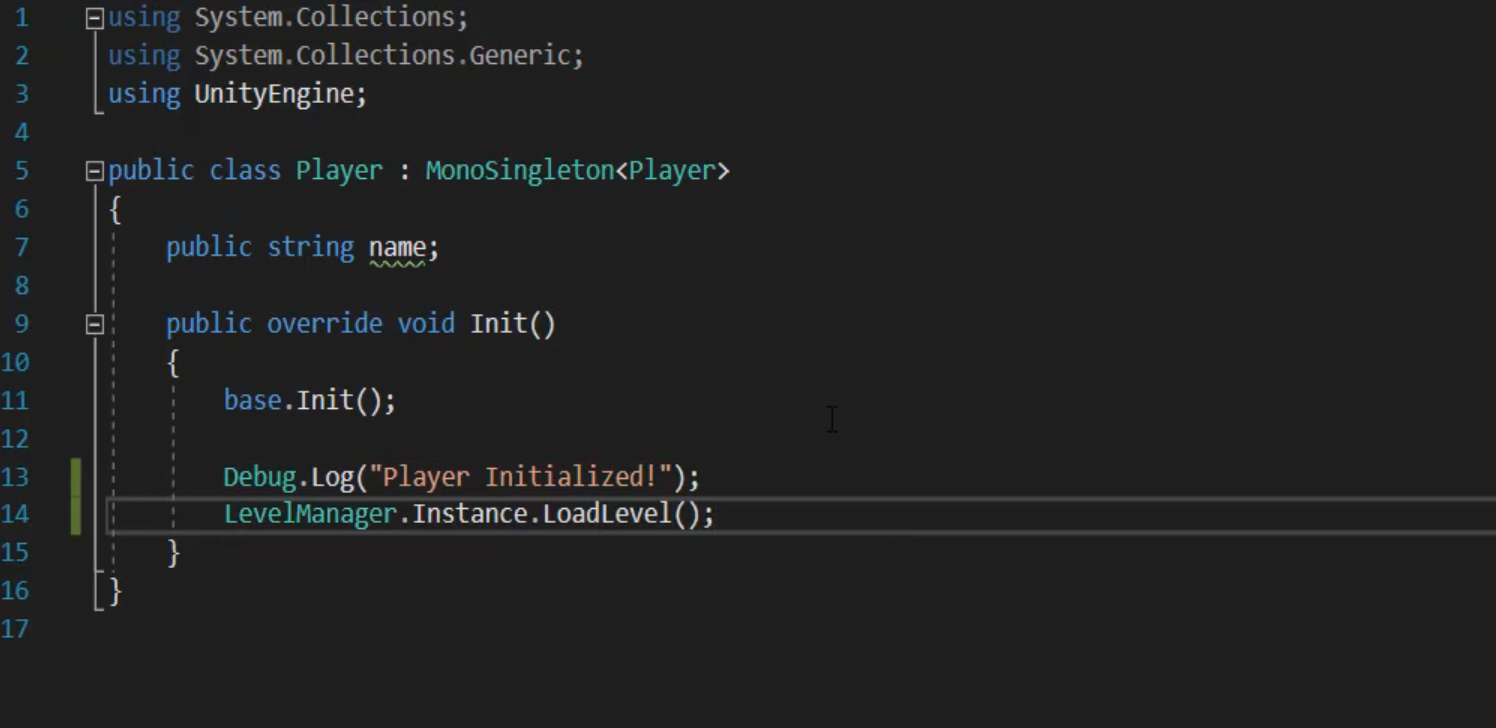 1 using System.Collections;
2 using System.Collections.Generic;
3 using UnityEngine;
4
5 public class Player : MonoSingleton<Player>
6 {
7     public string name;
8
9     public override void Init()
10     {
11         base.Init();
12
13         Debug.Log("Player Initialized!");
14         LevelManager.Instance.LoadLevel();
15     }
16 }
17